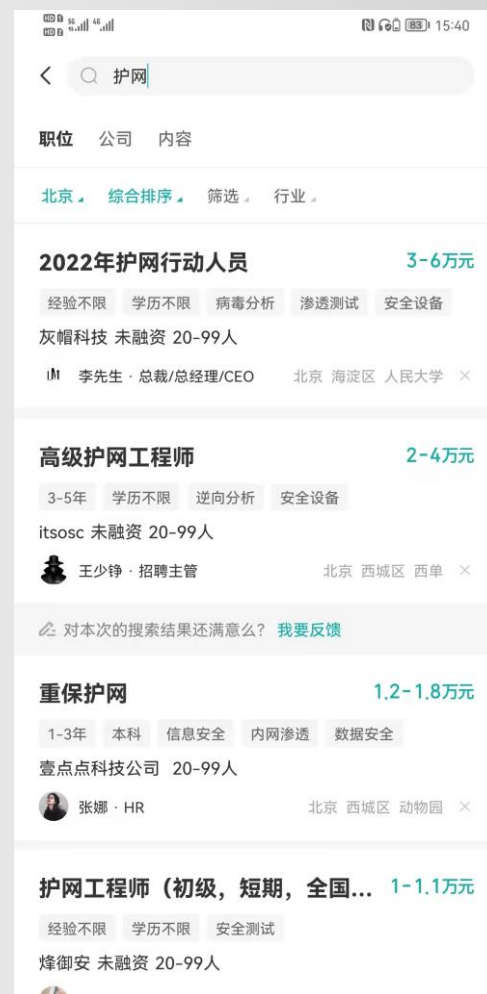 HD 1 5G 4G 83 15:40
HD 2
护网
职位 公司 内容
北京 综合排序 筛选 行业
2022年护网行动人员 3-6万元
经验不限 学历不限 病毒分析 渗透测试 安全设备
灰帽科技 未融资 20-99人
李先生 · 总裁/总经理/CEO 北京 海淀区 人民大学
高级护网工程师 2-4万元
3-5年 学历不限 逆向分析 安全设备
itsosc 未融资 20-99人
王少铮 · 招聘主管 北京 西城区 西单
对本次的搜索结果还满意么? 我要反馈
重保护网 1.2-1.8万元
1-3年 本科 信息安全 内网渗透 数据安全
壹点点科技公司 20-99人
张娜 · HR 北京 西城区 动物园
护网工程师（初级，短期，全国... 1-1.1万元
经验不限 学历不限 安全测试
烽御安 未融资 20-99人